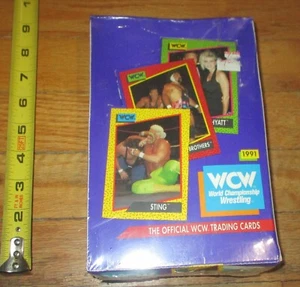 WCW
HYATT
WCW
BROTHERS
WCW
STING
1991
WCW
World Championship
Wrestling
THE OFFICIAL WCW TRADING CARDS
1
2
3
4
5
6
7
8
9